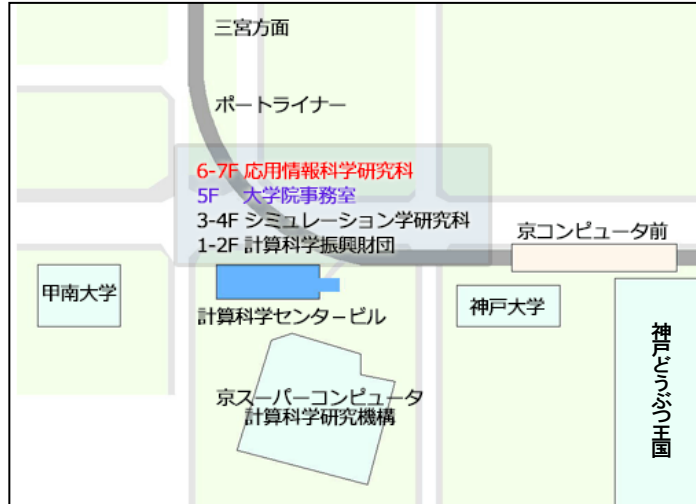 三宮方面
ポートライナー
6-7F 応用情報科学研究科
5F 大学院事務室
3-4F シミュレーション学研究科
1-2F 計算科学振興財団
京コンピュータ前
甲南大学
計算科学センタービル
神戸大学
京スーパーコンピュータ
計算科学研究機構
神戸どうぶつ王国